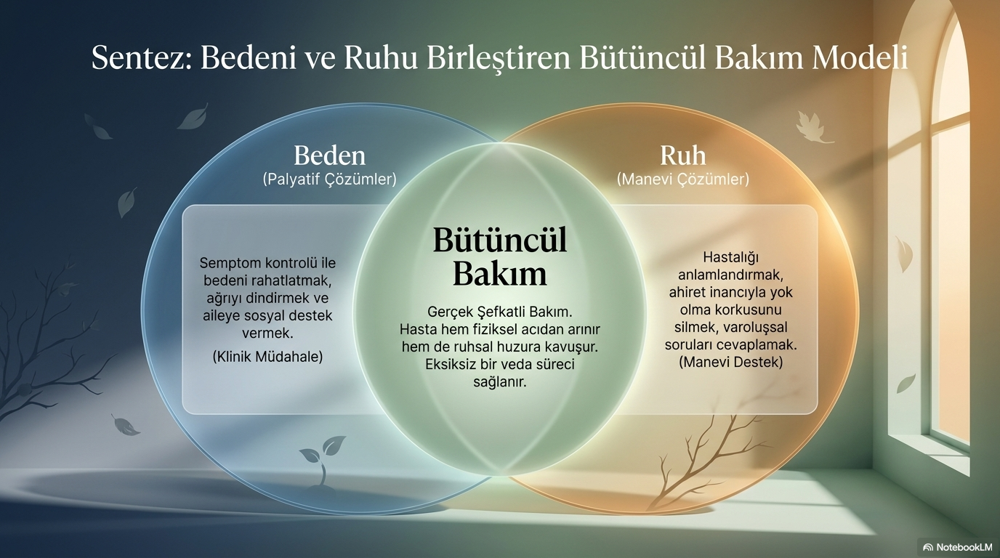 Sentez: Bedeni ve Ruhu Birleştiren Bütüncül Bakım Modeli
Beden
(Palyatif Çözümler)
Semptom kontrolü ile
bedeni rahatlatmak,
ağrıyı dindirmek ve
aileye sosyal destek
vermek.
(Klinik Müdahale)
Bütüncül
Bakım
Gerçek Şefkatli Bakım.
Hasta hem fiziksel acıdan arınır
hem de ruhsal huzura kavuşur.
Eksiksiz bir veda süreci
sağlanır.
Ruh
(Manevi Çözümler)
Hastalığı
anlamlandırmak,
ahiret inancıyla yok
olma korkusunu
silmek, varoluşsal
soruları cevaplamak.
(Manevi Destek)
NotebookLM